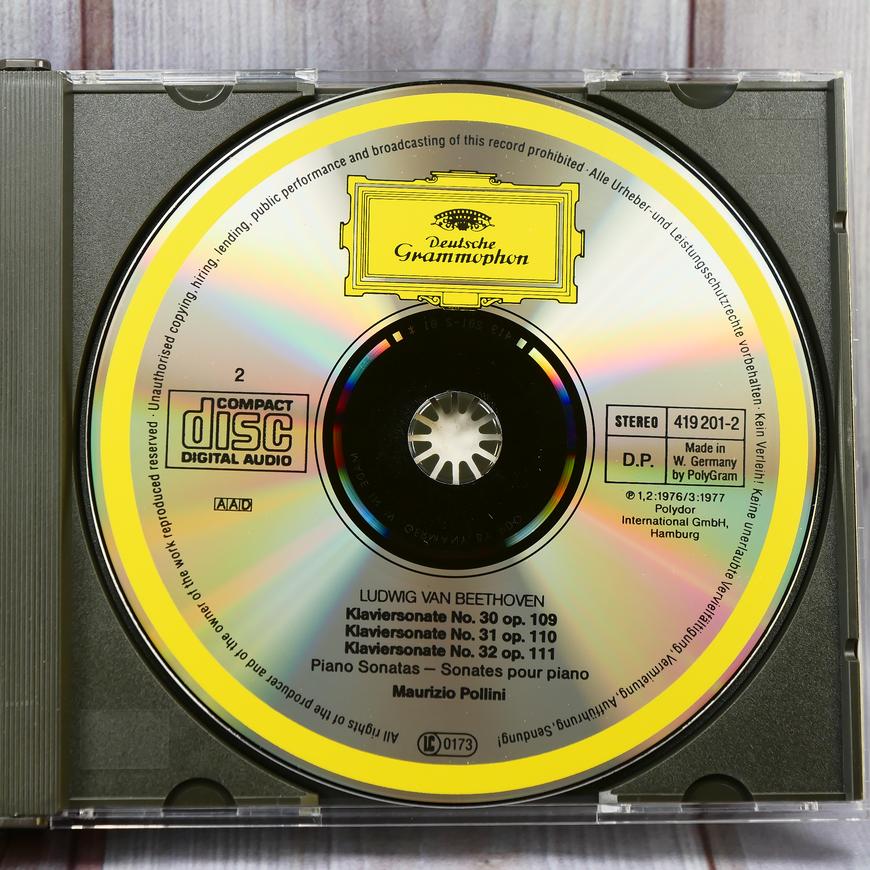 Unauthorised copying, hiring, lending, public performance and broadcasting of this record prohibited · Alle Urheber- und Leistungsschutzrechte vorbehalten · Kein Verleih! Keine unerlaubte Vervielfältigung, Vermietung, Aufführung, Sendung!
All rights of the producer and of the owner of the work reproduced reserved ·
Deutsche
Grammophon
2
COMPACT
disc
DIGITAL AUDIO
AAD
STEREO
419 201-2
D.P.
Made in
W. Germany
by PolyGram
℗ 1,2:1976/3:1977
Polydor
International GmbH,
Hamburg
LUDWIG VAN BEETHOVEN
Klaviersonate No. 30 op. 109
Klaviersonate No. 31 op. 110
Klaviersonate No. 32 op. 111
Piano Sonatas – Sonates pour piano
Maurizio Pollini
LC 0173